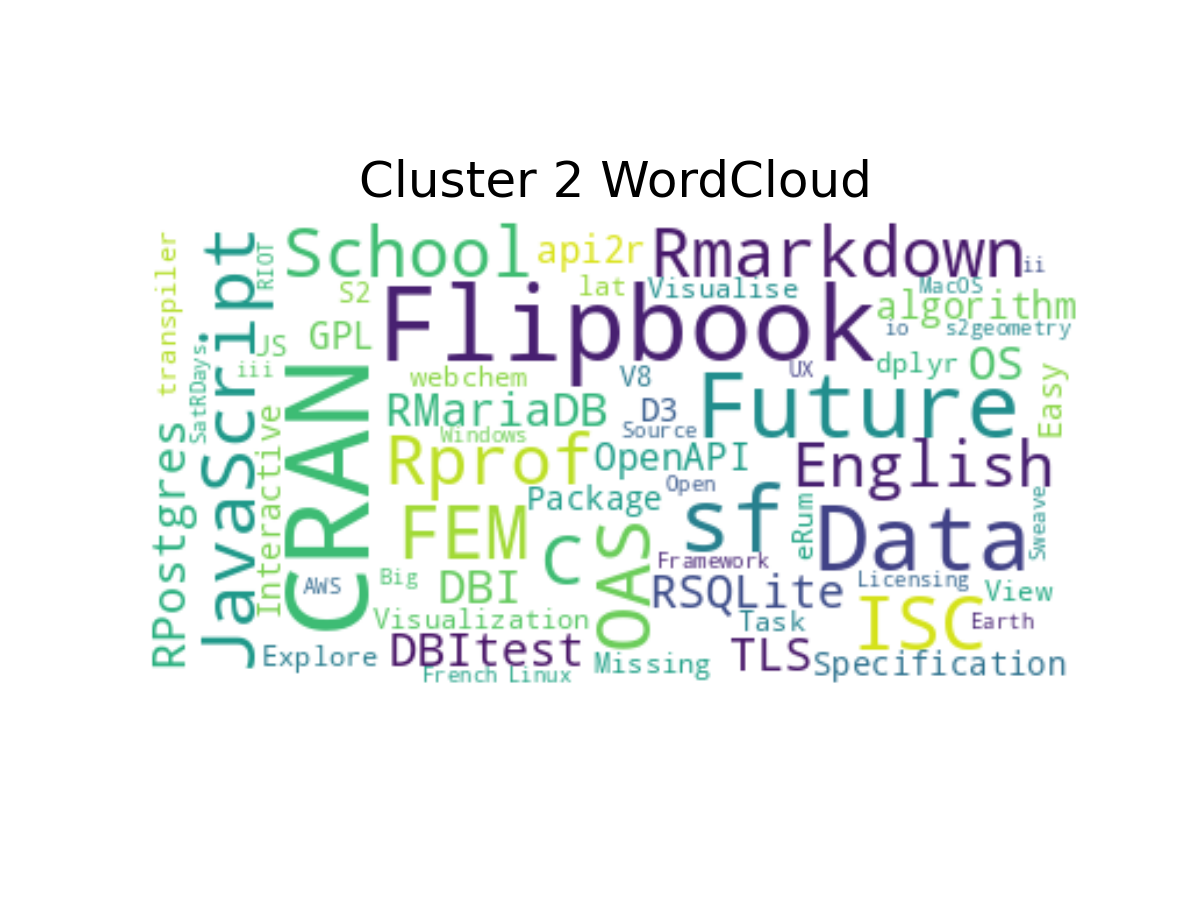 Cluster 2 WordCloud
transpiler
JavaScript
RIOT
School
api2r
Rmarkdown
ii
S2
Flipbook
lat
Visualise
MacOS
algorithm
io
s2geometry
GPL
JS
iii
SatRDays.
CRAN
webchem
V8
UX
dplyr
OS
Easy
RMariaDB
D3
Future
Windows
Source
Rprof
OpenAPI
English
Interactive
RPostgres
Package
Open
sf
FEM
C
OAS
eRum
Data
Sweave
Framework
AWS
Big
DBI
RSQLite
Licensing
View
Visualization
Task
ISC
Earth
Explore
DBItest
Missing
TLS
Specification
French
Linux